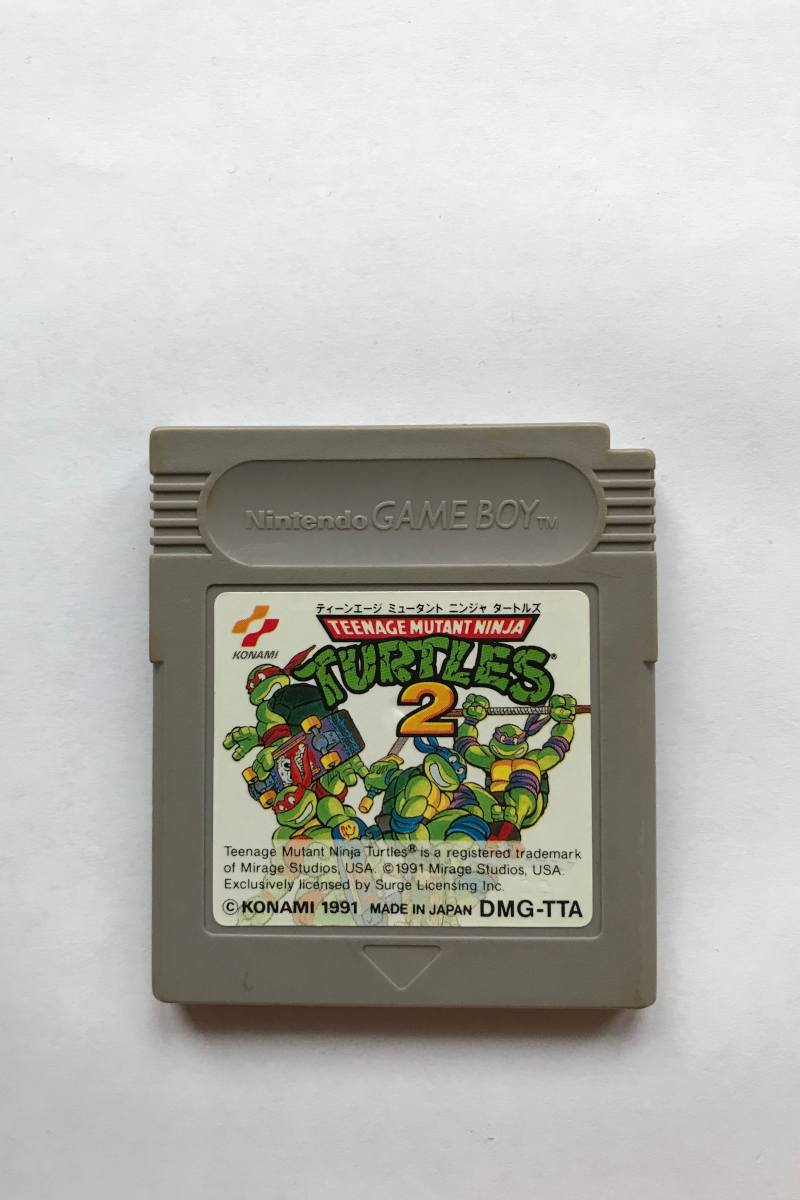 Nintendo GAME BOY™
ティーンエージ ミュータント ニンジャ タートルズ
KONAMI
TEENAGE MUTANT NINJA
TURTLES®
2
Teenage Mutant Ninja Turtles® is a registered trademark
of Mirage Studios, USA. ©1991 Mirage Studios, USA.
Exclusively licensed by Surge Licensing Inc.
©KONAMI 1991 MADE IN JAPAN DMG-TTA